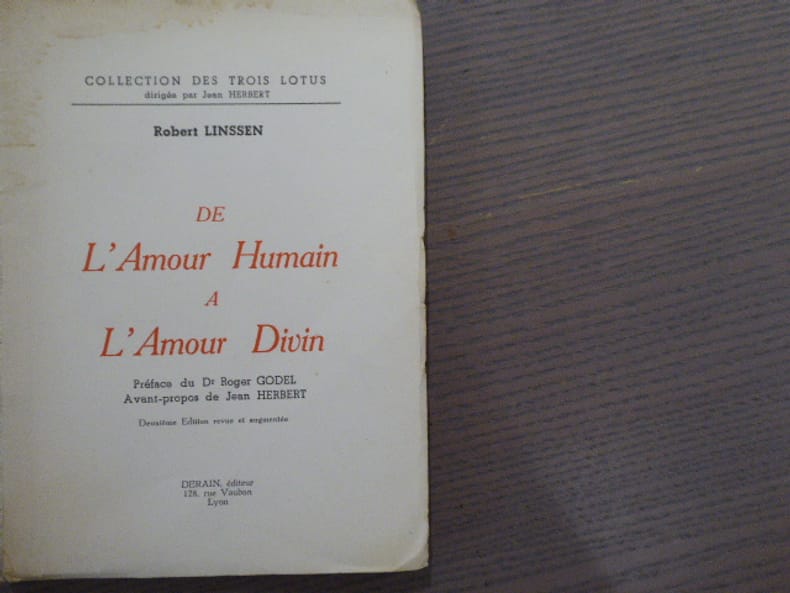 COLLECTION DES TROIS LOTUS
dirigée par Jean HERBERT
Robert LINSSEN
DE
L'Amour Humain
A
L'Amour Divin
Préface du Dr Roger GODEL
Avant-propos de Jean HERBERT
Deuxième Edition revue et augmentée
DERAIN, éditeur
128, rue Vauban
Lyon